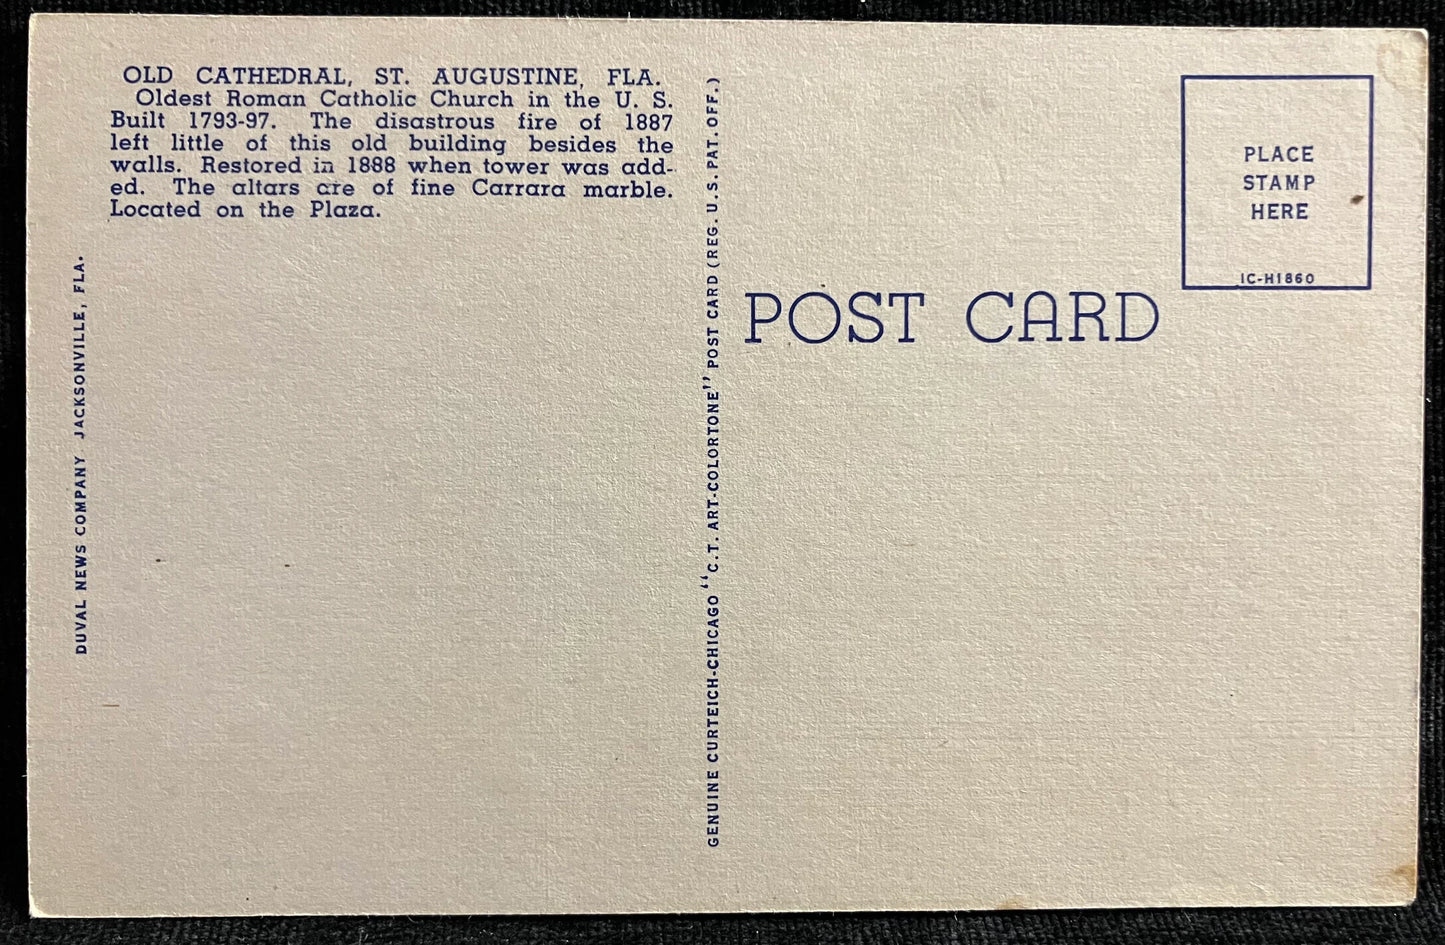 OLD CATHEDRAL, ST. AUGUSTINE, FLA.
Oldest Roman Catholic Church in the U. S.
Built 1793-97. The disastrous fire of 1887
left little of this old building besides the
walls. Restored in 1888 when tower was add-
ed. The altars are of fine Carrara marble.
Located on the Plaza.
DUVAL NEWS COMPANY JACKSONVILLE, FLA.
GENUINE CURTEICH-CHICAGO "C.T. ART-COLORTONE" POST CARD (REG. U.S. PAT. OFF.)
POST CARD
PLACE
STAMP
HERE
1C-H1860